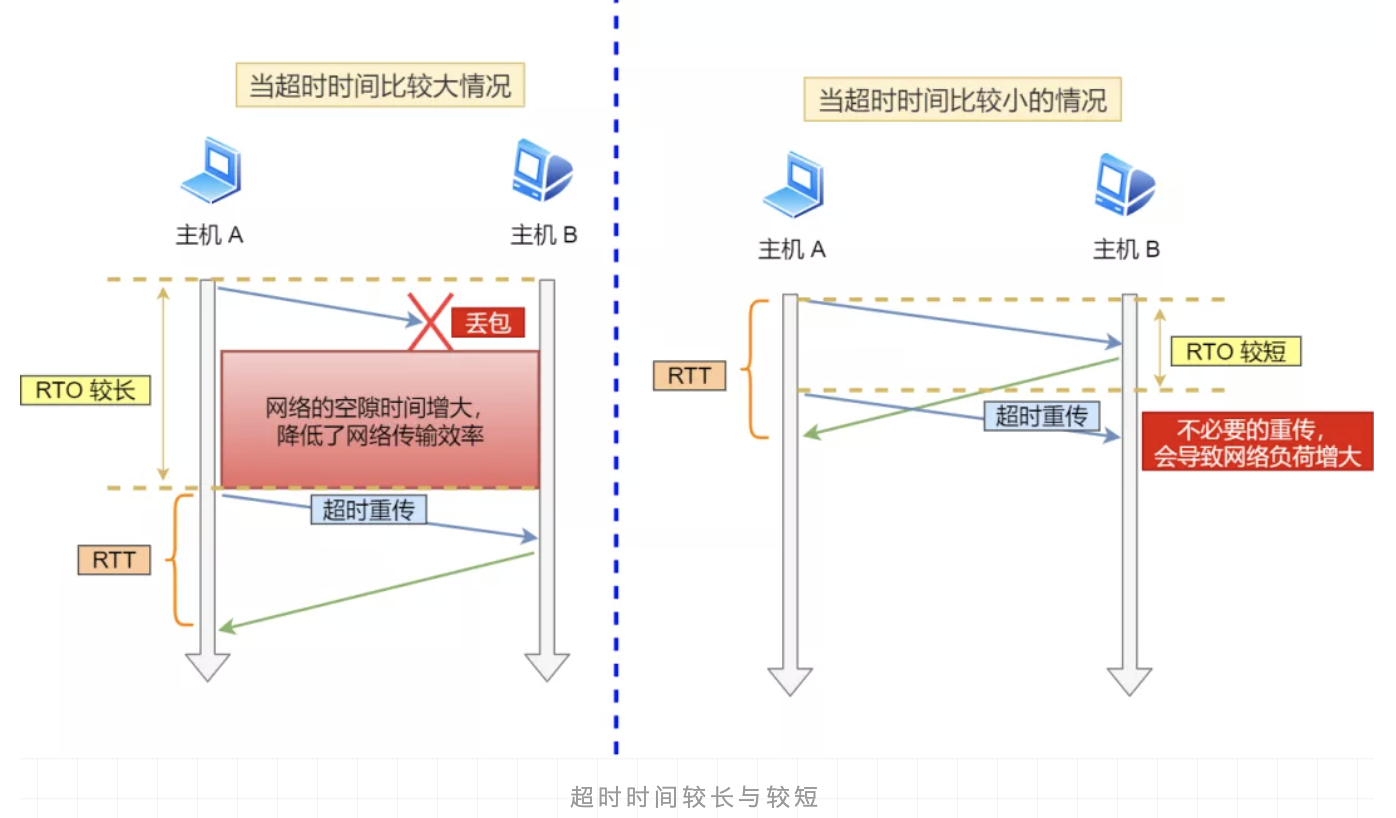 当超时时间比较大情况
主机 A
主机 B
丢包
RTO 较长
网络的空隙时间增大，
降低了网络传输效率
超时重传
RTT
当超时时间比较小的情况
主机 A
主机 B
RTT
RTO 较短
超时重传
不必要的重传，
会导致网络负荷增大
超时时间较长与较短